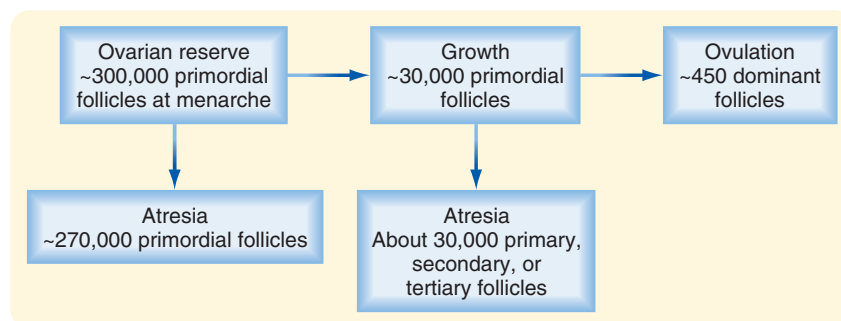 Ovarian reserve
~300,000 primordial
follicles at menarche
Growth
~30,000 primordial
follicles
Ovulation
~450 dominant
follicles
Atresia
~270,000 primordial follicles
Atresia
About 30,000 primary,
secondary, or
tertiary follicles